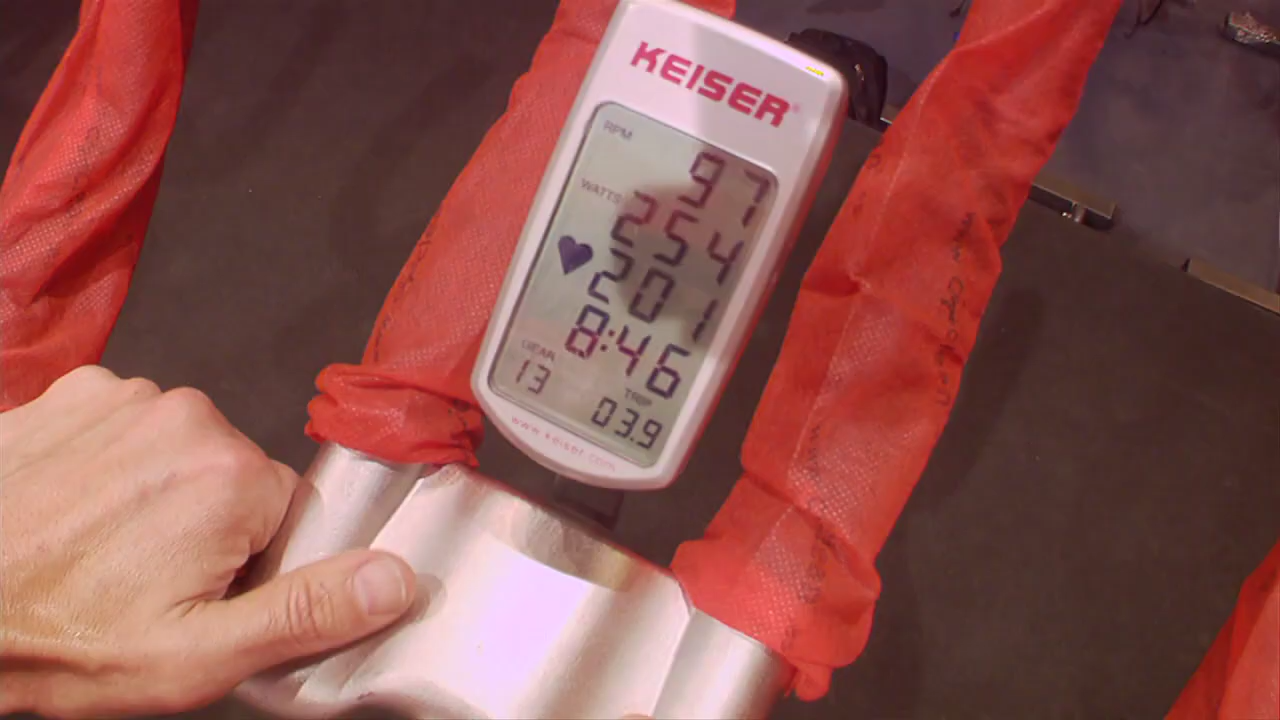 KEISER®
RPM
97
WATTS
254
201
8:46
GEAR
13
TRIP
03.9
www.keiser.com